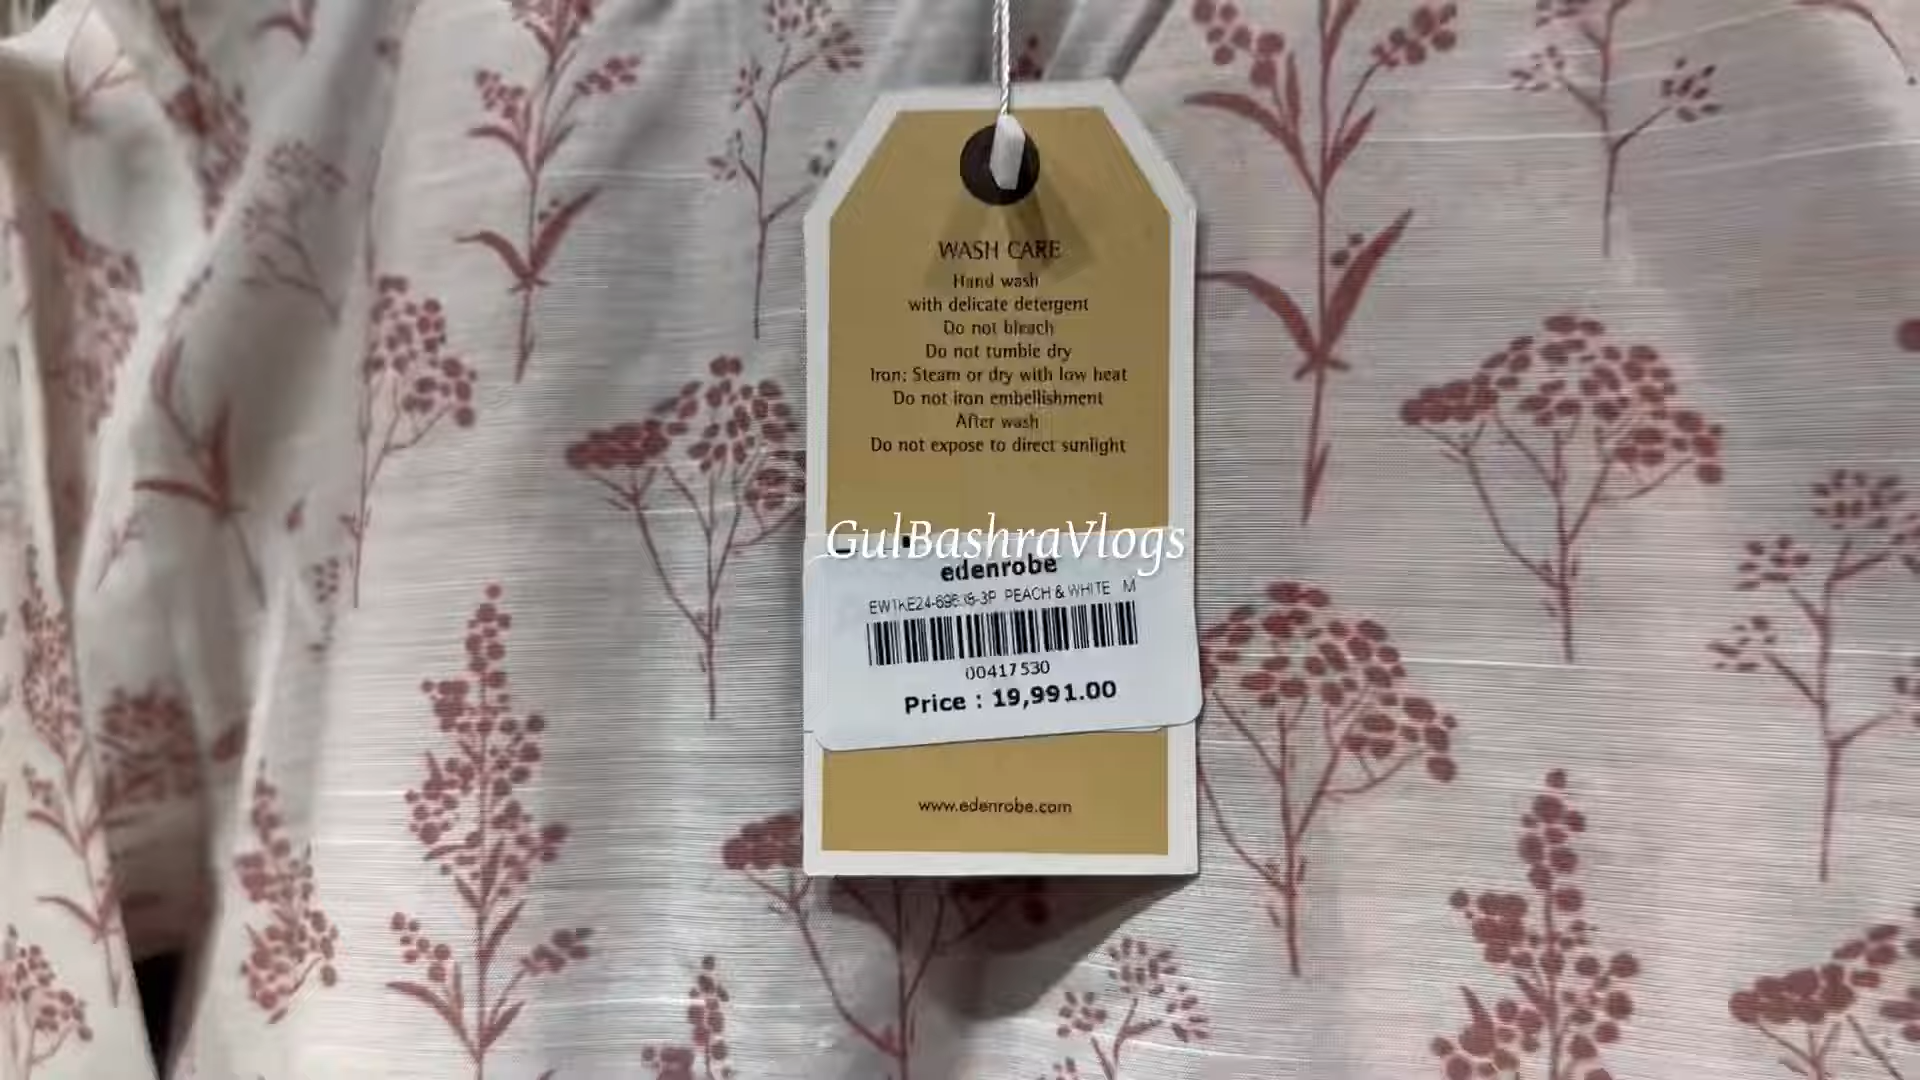 WASH CARE
Hand wash
with delicate detergent
Do not bleach
Do not tumble dry
Iron: Steam or dry with low heat
Do not iron embellishment
After wash
Do not expose to direct sunlight
GulBashraVlogs
edenrobe
PEACH & WHITE M
00417530
Price : 19,991.00
www.edenrobe.com